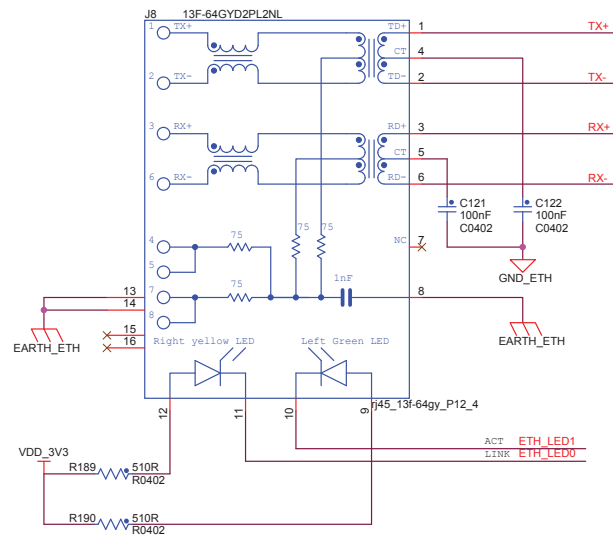 J8 13F-64GYD2PL2NL
1 TX+ TD+ 1 TX+
CT 4
2 TX- TD- 2 TX-
3 RX+ RD+ 3 RX+
CT 5
6 RX- RD- 6 RX-
C121 C122
100nF 100nF
C0402 C0402
75 75
4 75 NC 7
5
GND_ETH
75 1nF
13 7 8
14
8
EARTH_ETH EARTH_ETH
15
16
Right yellow LED Left Green LED
12 11 10 9 rj45_13f-64gy_P12_4
ACT ETH_LED1
LINK ETH_LED0
VDD_3V3
R189 510R
R0402
R190 510R
R0402